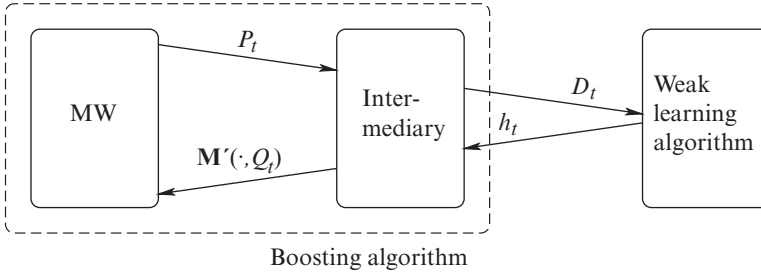 P_t
MW
Inter-
mediary
D_t
Weak
learning
algorithm
h_t
M′(·, Q_t)
Boosting algorithm